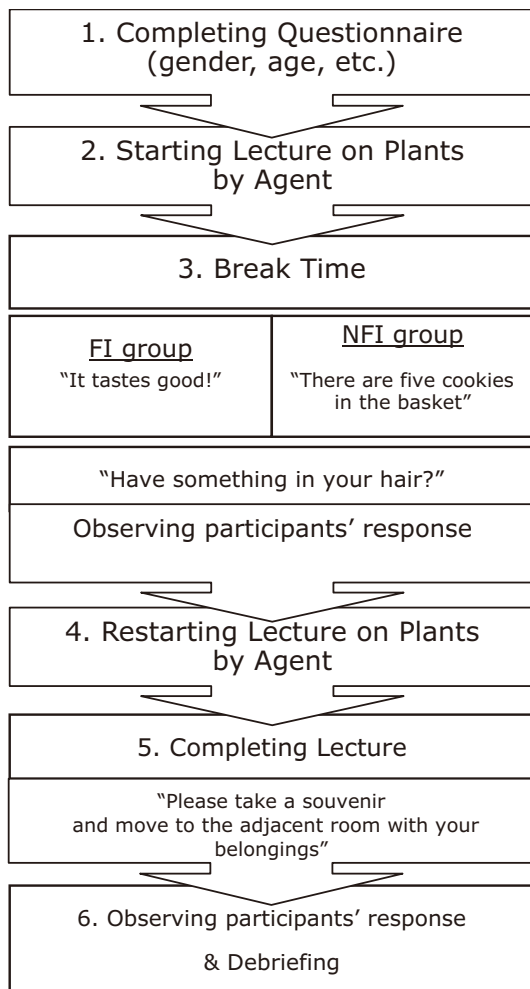 1. Completing Questionnaire
(gender, age, etc.)
2. Starting Lecture on Plants
by Agent
3. Break Time
FI group
“It tastes good!”
NFI group
“There are five cookies
in the basket”
“Have something in your hair?”
Observing participants’ response
4. Restarting Lecture on Plants
by Agent
5. Completing Lecture
“Please take a souvenir
and move to the adjacent room with your
belongings”
6. Observing participants’ response
& Debriefing